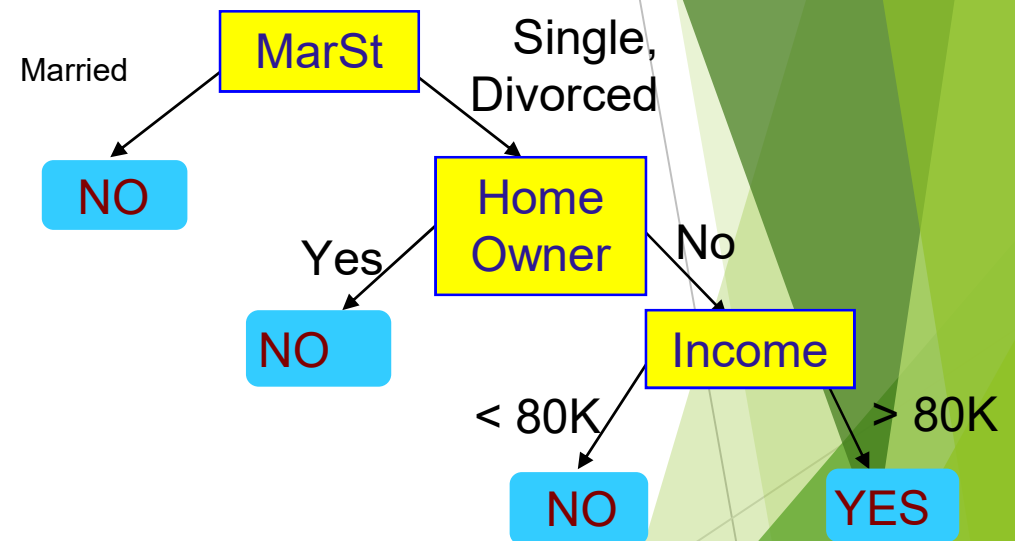 Married
MarSt
Single,
Divorced
NO
Home
Owner
Yes
No
NO
Income
< 80K
> 80K
NO
YES